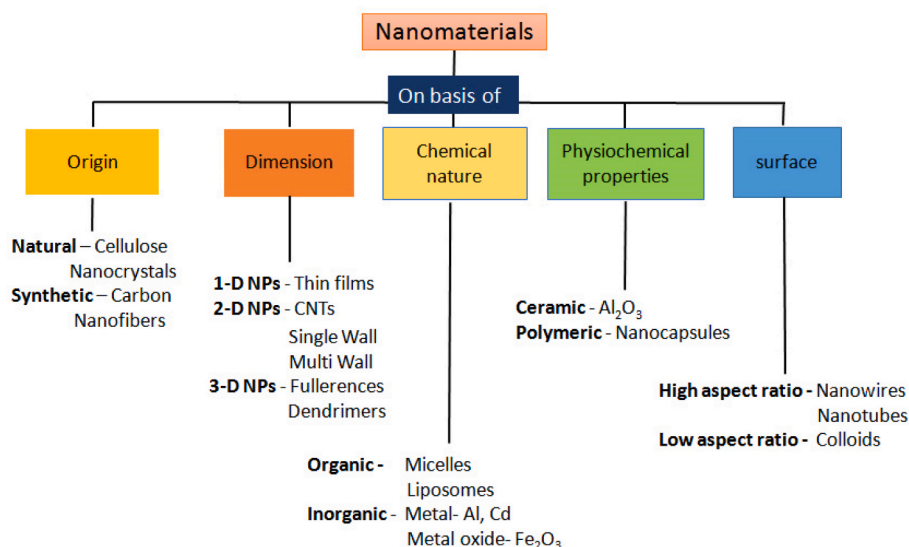 Nanomaterials
On basis of
Origin
Dimension
Chemical
nature
Physiochemical
properties
surface
Natural – Cellulose
Nanocrystals
Synthetic – Carbon
Nanofibers
1-D NPs - Thin films
2-D NPs - CNTs
Single Wall
Multi Wall
3-D NPs - Fullerences
Dendrimers
Organic - Micelles
Liposomes
Inorganic - Metal- Al, Cd
Metal oxide- Fe₂O₃
Ceramic - Al₂O₃
Polymeric - Nanocapsules
High aspect ratio - Nanowires
Nanotubes
Low aspect ratio - Colloids